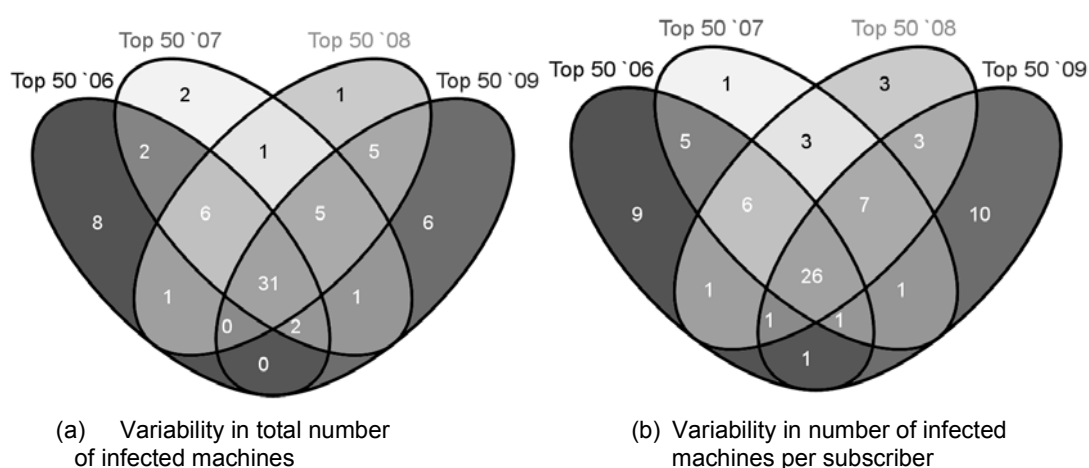 Top 50 `06
Top 50 `07
Top 50 `08
Top 50 `09
2
1
2
1
5
8
6
5
6
31
1
1
0
2
0
(a) Variability in total number
of infected machines
Top 50 `06
Top 50 `07
Top 50 `08
Top 50 `09
1
3
5
3
3
9
6
7
10
26
1
1
1
1
1
(b) Variability in number of infected
machines per subscriber